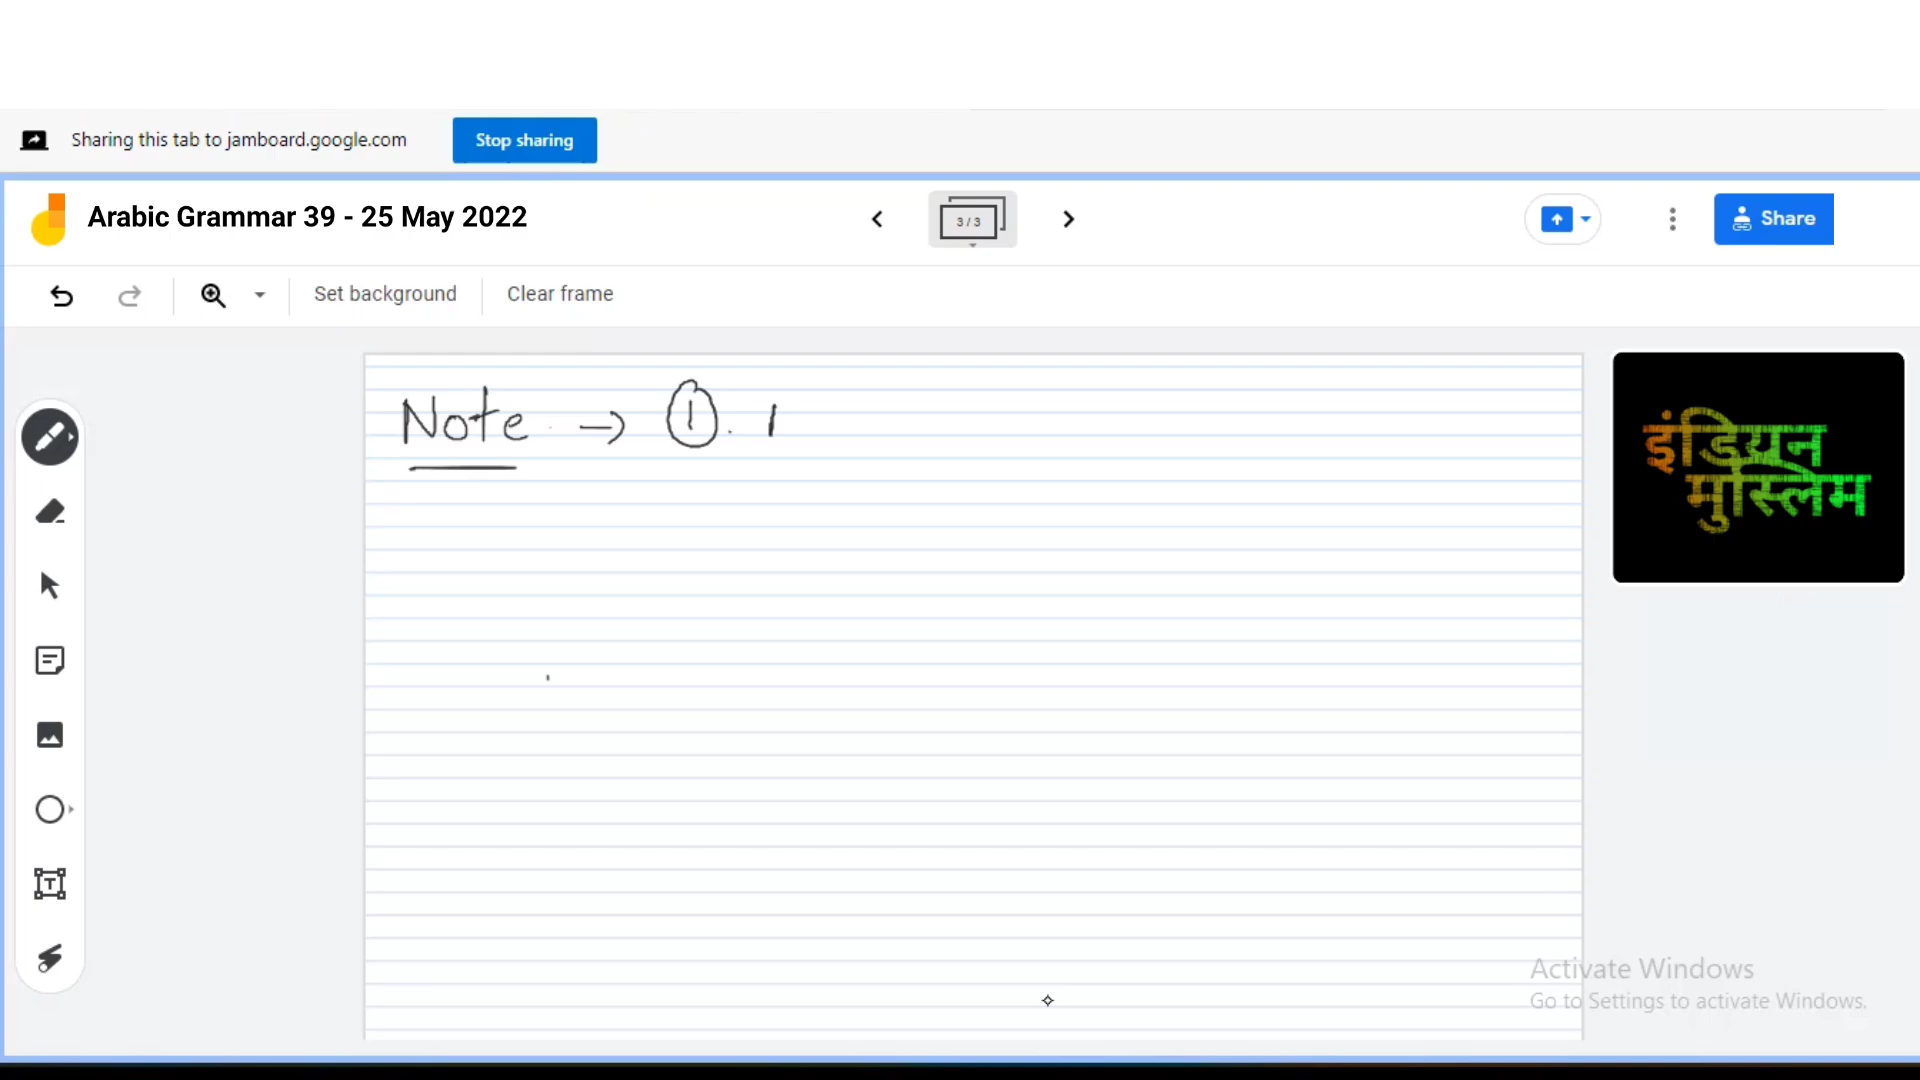 Sharing this tab to jamboard.google.com Stop sharing
Arabic Grammar 39 - 25 May 2022 3 / 3 Share
Set background Clear frame
Note → ①. ।
इंडियन
मुस्लिम
Activate Windows
Go to Settings to activate Windows.